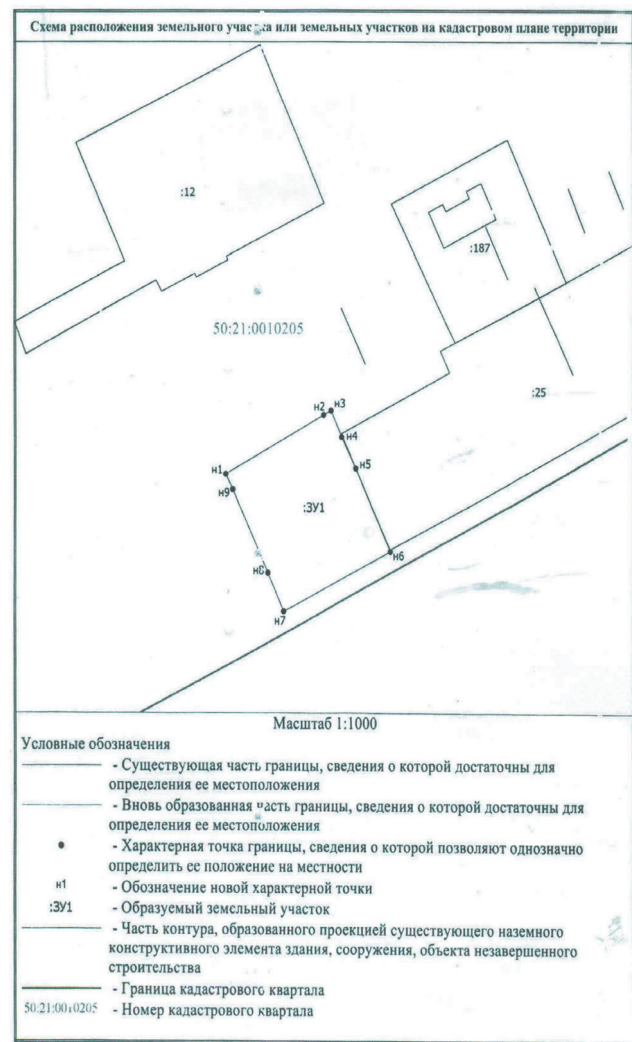 Схема расположения земельного участка или земельных участков на кадастровом плане территории
:12
:187
50:21:0010205
:25
н3
н2
н4
н1
н5
н9
:ЗУ1
н6
н8
н7
Масштаб 1:1000
Условные обозначения
- Существующая часть границы, сведения о которой достаточны для
определения ее местоположения
- Вновь образованная часть границы, сведения о которой достаточны для
определения ее местоположения
- Характерная точка границы, сведения о которой позволяют однозначно
определить ее положение на местности
н1 - Обозначение новой характерной точки
:ЗУ1 - Образуемый земельный участок
- Часть контура, образованного проекцией существующего наземного
конструктивного элемента здания, сооружения, объекта незавершенного
строительства
- Граница кадастрового квартала
50:21:0010205 - Номер кадастрового квартала